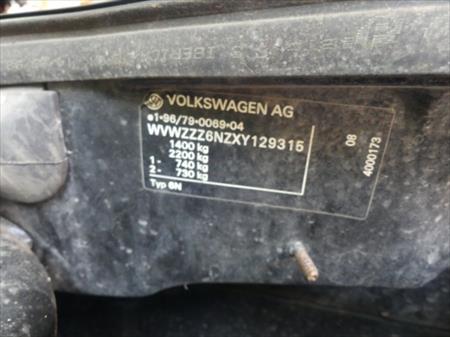 VOLKSWAGEN AG
e1*96/79*0069*04
WVWZZZ6NZXY129315
1400 kg
2200 kg
1- 740 kg
2- 730 kg
Typ 6N
08
4000173